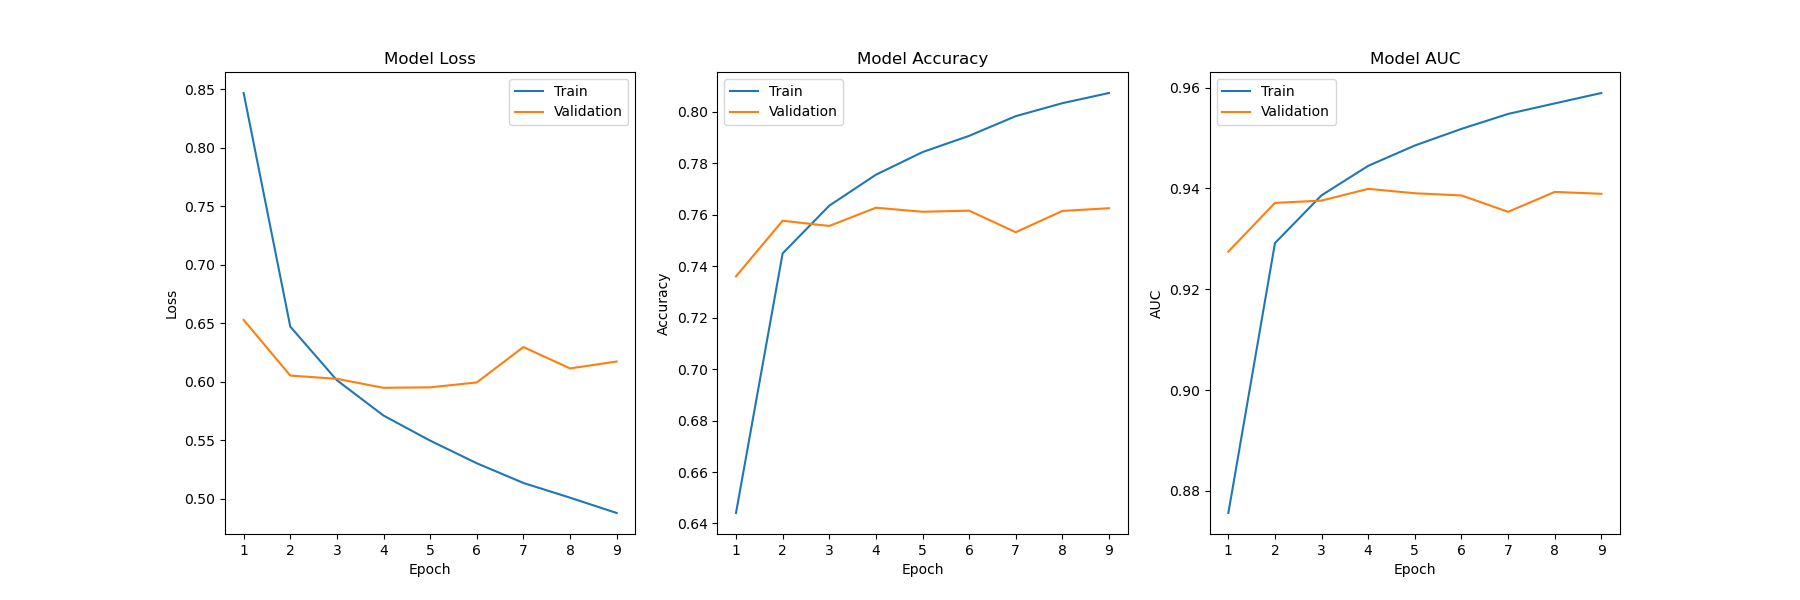 Model Loss
Train
Validation
0.85
0.80
0.75
0.70
0.65
0.60
0.55
0.50
Loss
1 2 3 4 5 6 7 8 9
Epoch
Model Accuracy
Train
Validation
0.80
0.78
0.76
0.74
0.72
0.70
0.68
0.66
0.64
Accuracy
1 2 3 4 5 6 7 8 9
Epoch
Model AUC
Train
Validation
0.96
0.94
0.92
0.90
0.88
AUC
1 2 3 4 5 6 7 8 9
Epoch